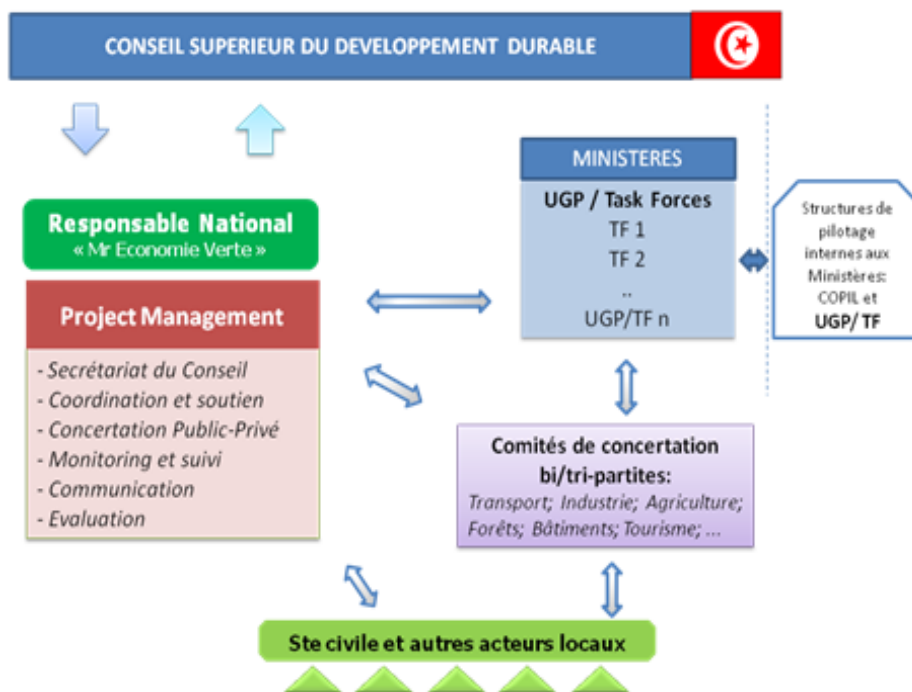 CONSEIL SUPERIEUR DU DEVELOPPEMENT DURABLE
MINISTERES
UGP / Task Forces
TF 1
TF 2
..
UGP/TF n
Structures de
pilotage
internes aux
Ministères:
COPIL et
UGP/ TF
Responsable National
« Mr Economie Verte »
Project Management
- Secrétariat du Conseil
- Coordination et soutien
- Concertation Public-Privé
- Monitoring et suivi
- Communication
- Evaluation
Comités de concertation
bi/tri-partites:
Transport; Industrie; Agriculture;
Forêts; Bâtiments; Tourisme; ...
Ste civile et autres acteurs locaux